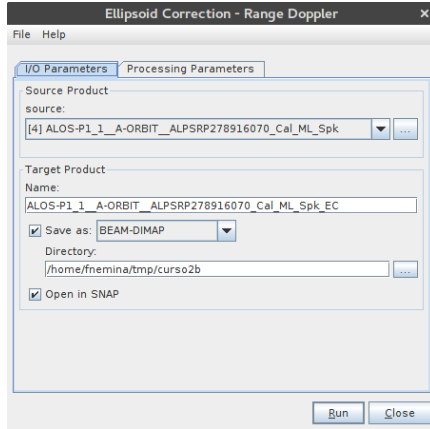 Ellipsoid Correction - Range Doppler
File Help
I/O Parameters Processing Parameters
Source Product
source:
[4] ALOS-P1_1__A-ORBIT__ALPSRP278916070_Cal_ML_Spk
...
Target Product
Name:
ALOS-P1_1__A-ORBIT__ALPSRP278916070_Cal_ML_Spk_EC
Save as: BEAM-DIMAP
Directory:
/home/fnemina/tmp/curso2b
...
Open in SNAP
Run Close